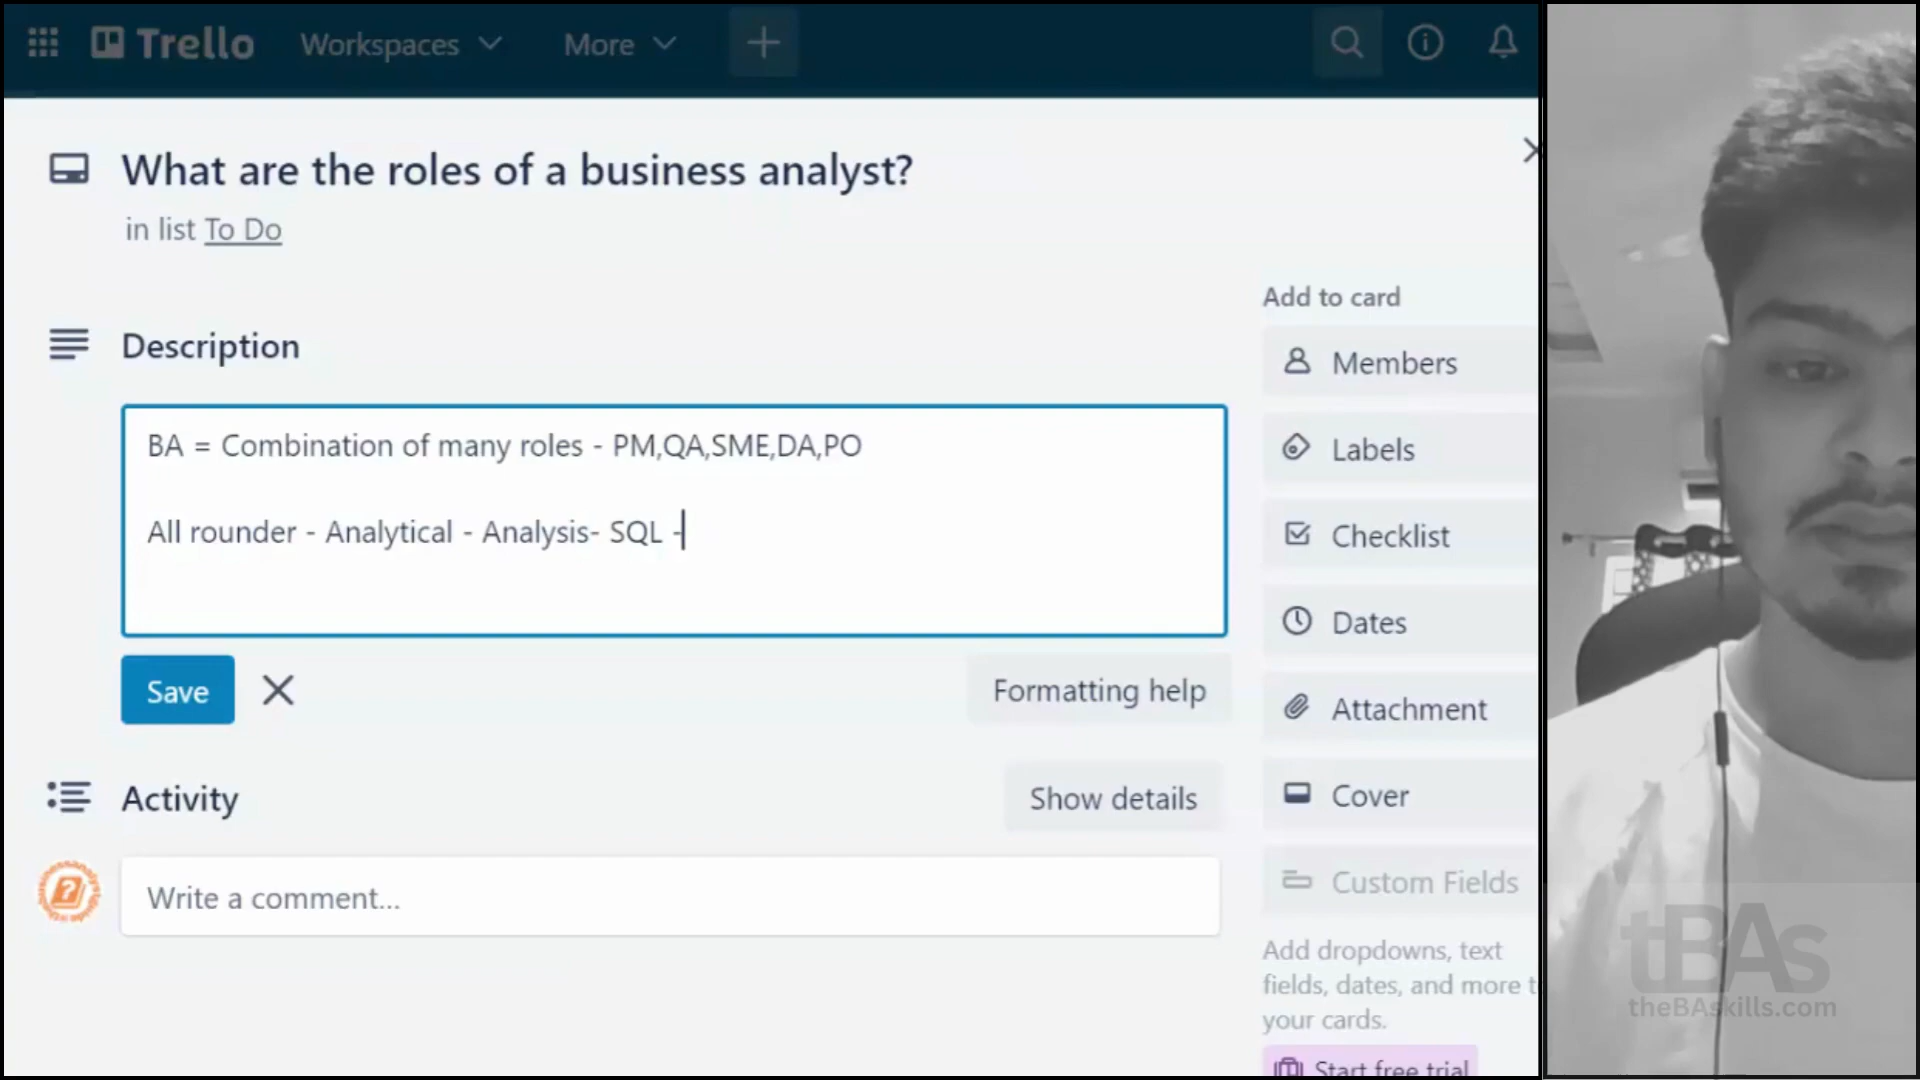 Trello Workspaces More
What are the roles of a business analyst?
in list To Do
Description
BA = Combination of many roles - PM,QA,SME,DA,PO
All rounder - Analytical - Analysis- SQL -
Save
Formatting help
Activity
Show details
Write a comment...
Add to card
Members
Labels
Checklist
Dates
Attachment
Cover
Custom Fields
Add dropdowns, text
fields, dates, and more t
your cards.
Start free trial
tBAs
theBAskills.com